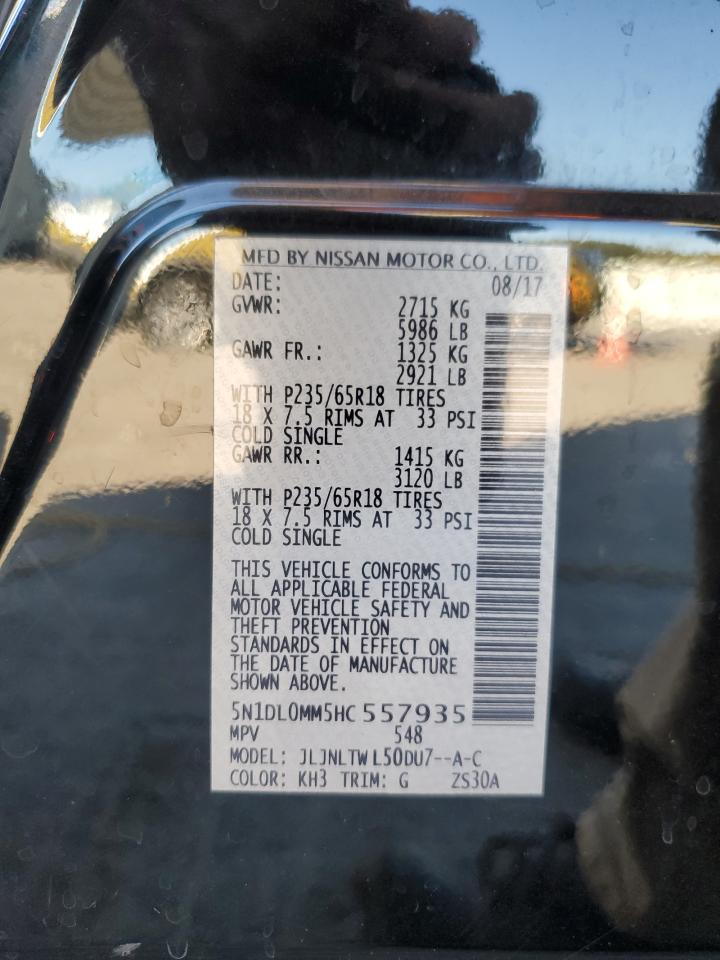 MFD BY NISSAN MOTOR CO., LTD.
DATE: 08/17
GVWR: 2715 KG
5986 LB
GAWR FR.: 1325 KG
2921 LB
WITH P235/65R18 TIRES
18 X 7.5 RIMS AT 33 PSI
COLD SINGLE
GAWR RR.: 1415 KG
3120 LB
WITH P235/65R18 TIRES
18 X 7.5 RIMS AT 33 PSI
COLD SINGLE
THIS VEHICLE CONFORMS TO
ALL APPLICABLE FEDERAL
MOTOR VEHICLE SAFETY AND
THEFT PREVENTION
STANDARDS IN EFFECT ON
THE DATE OF MANUFACTURE
SHOWN ABOVE.
5N1DL0MM5HC 557935
MPV 548
MODEL: JLJNLTW L50DU7--A-C
COLOR: KH3 TRIM: G ZS30A